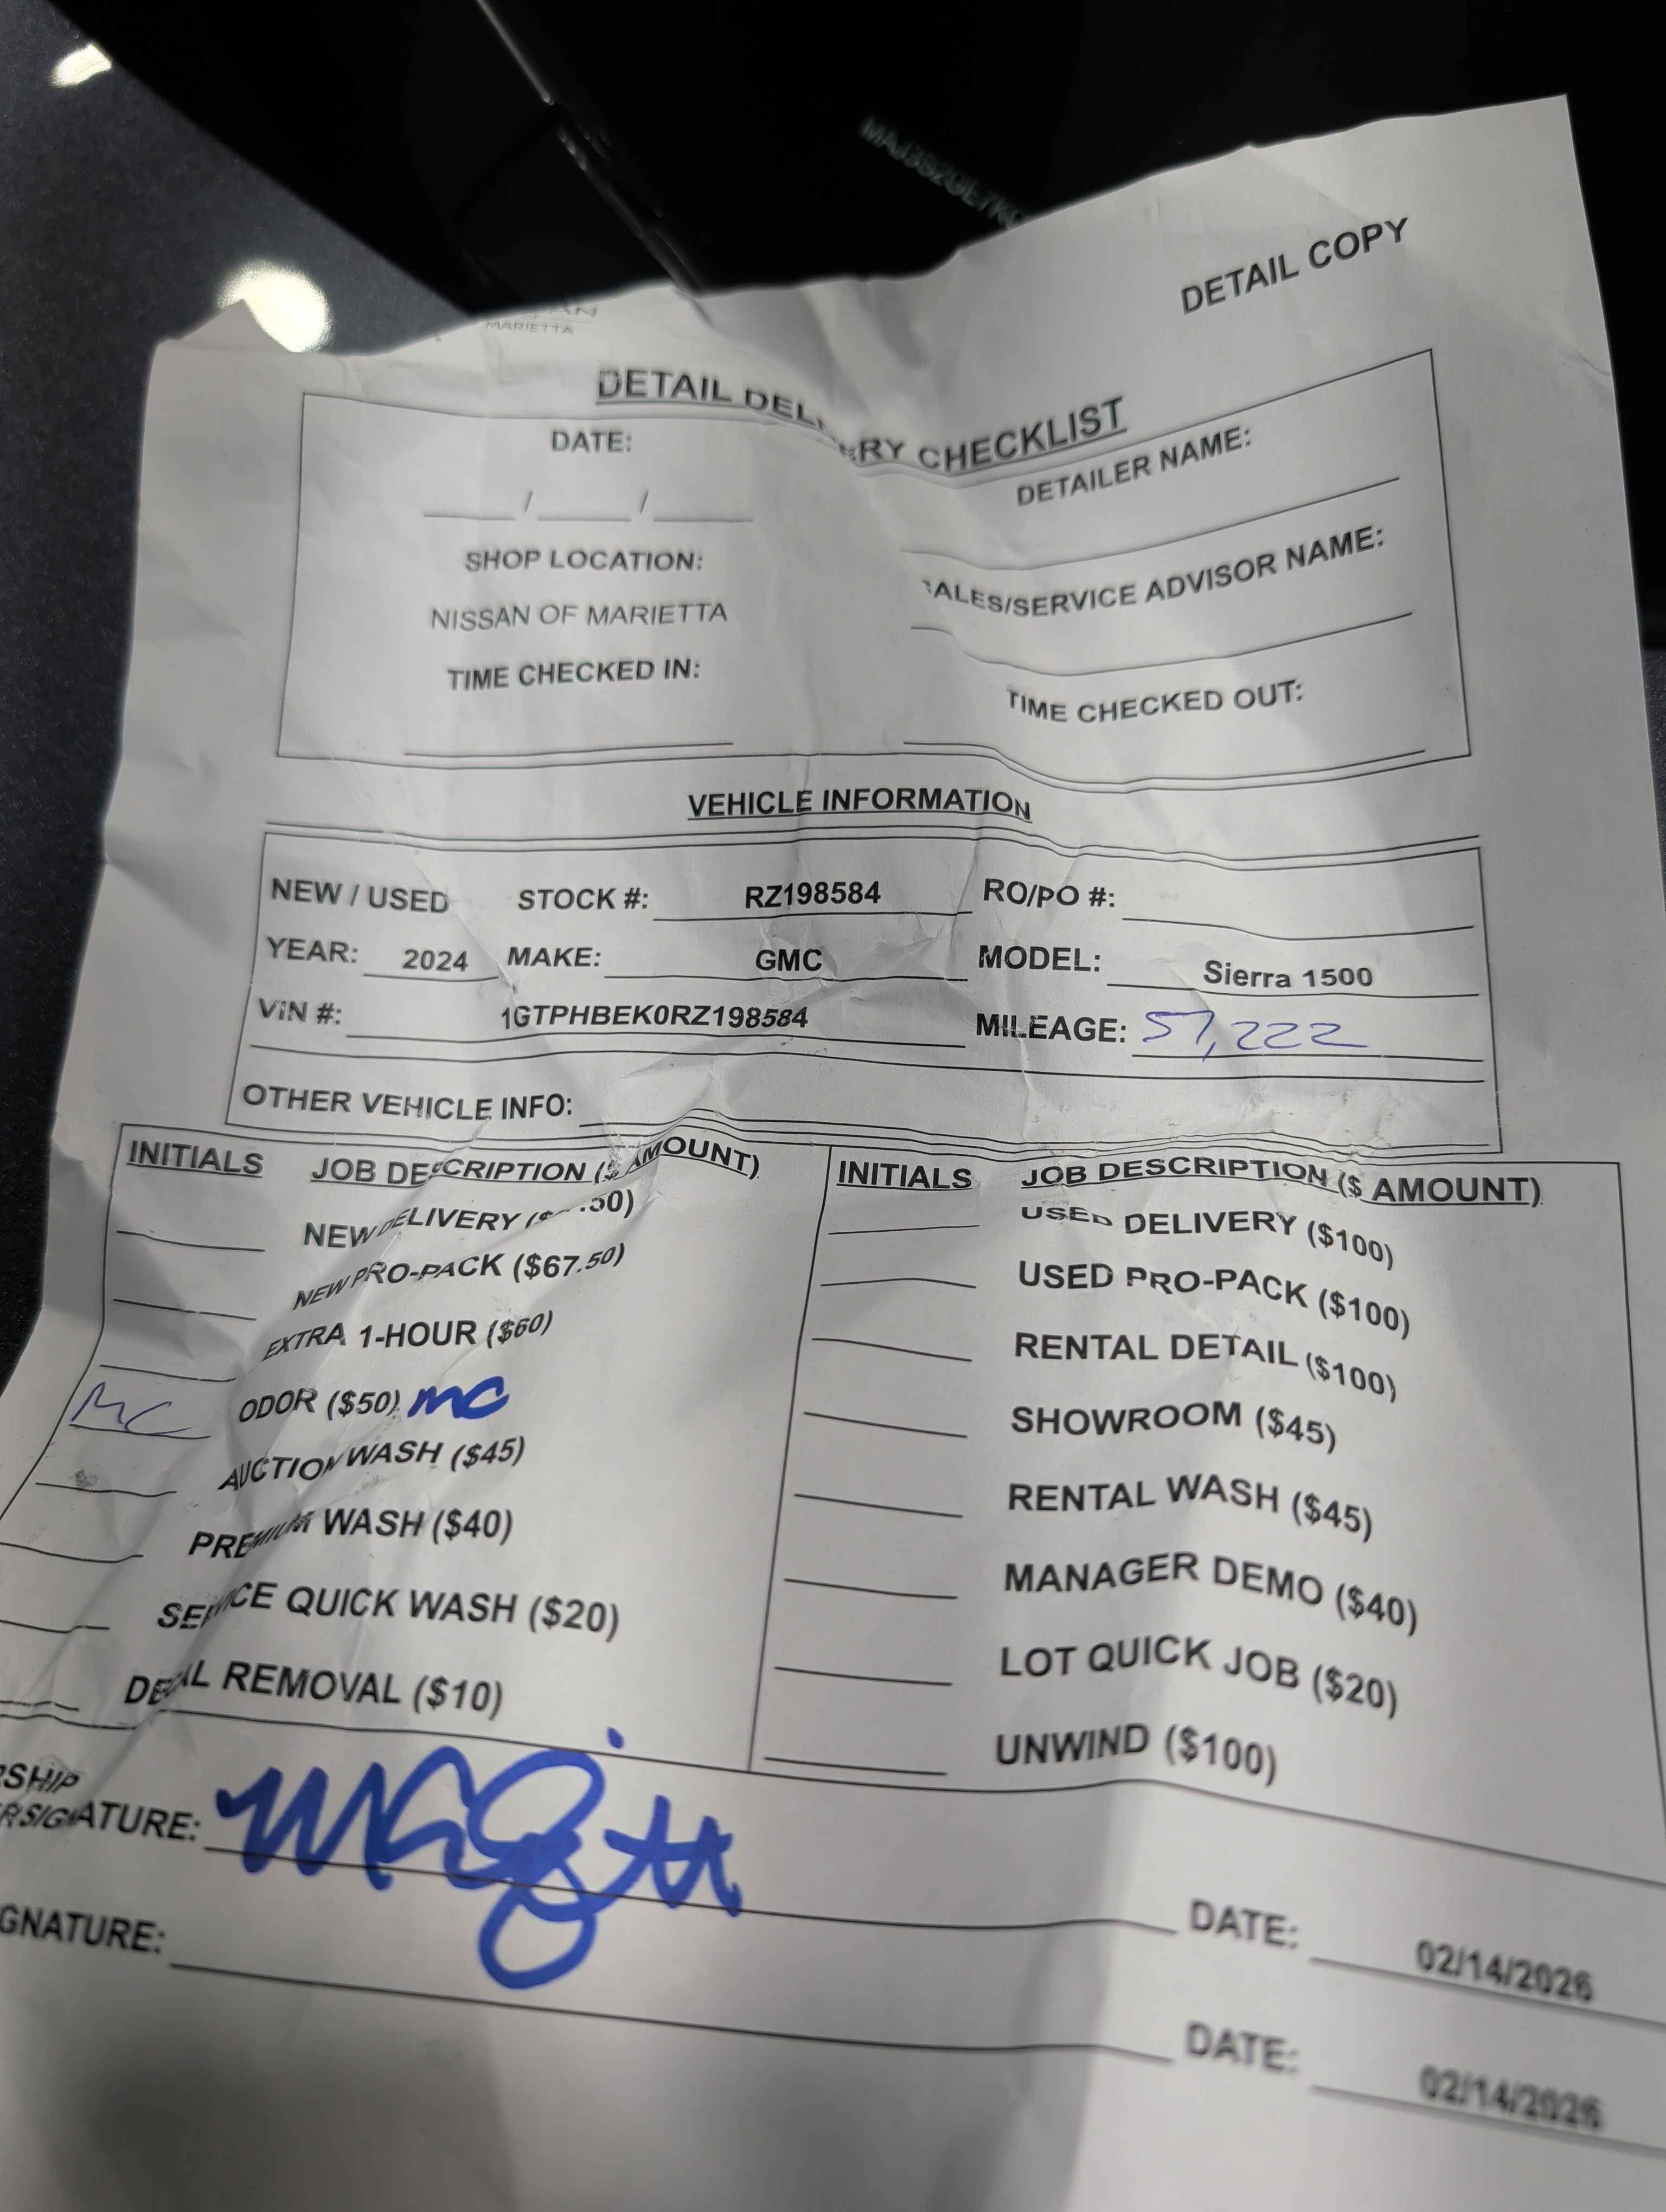 MARIETTA
DETAIL COPY
DETAIL DELIVERY CHECKLIST
DATE:
DETAILER NAME:
/ /
SHOP LOCATION:
SALES/SERVICE ADVISOR NAME:
NISSAN OF MARIETTA
TIME CHECKED IN:
TIME CHECKED OUT:
VEHICLE INFORMATION
NEW / USED STOCK #: RZ198584 RO/PO #:
YEAR: 2024 MAKE: GMC MODEL: Sierra 1500
VIN #: 1GTPHBEK0RZ198584 MILEAGE: 57,222
OTHER VEHICLE INFO:
INITIALS JOB DESCRIPTION ($ AMOUNT) INITIALS JOB DESCRIPTION ($ AMOUNT)
NEW DELIVERY USED DELIVERY ($100)
NEW PRO-PACK ($67.50) USED PRO-PACK ($100)
EXTRA 1-HOUR ($60) RENTAL DETAIL ($100)
MC ODOR ($50) MC SHOWROOM ($45)
AUCTION WASH ($45) RENTAL WASH ($45)
PREMIUM WASH ($40) MANAGER DEMO ($40)
SERVICE QUICK WASH ($20) LOT QUICK JOB ($20)
DECAL REMOVAL ($10) UNWIND ($100)
SIGNATURE: DATE: 02/14/2026
SIGNATURE: DATE: 02/14/2026